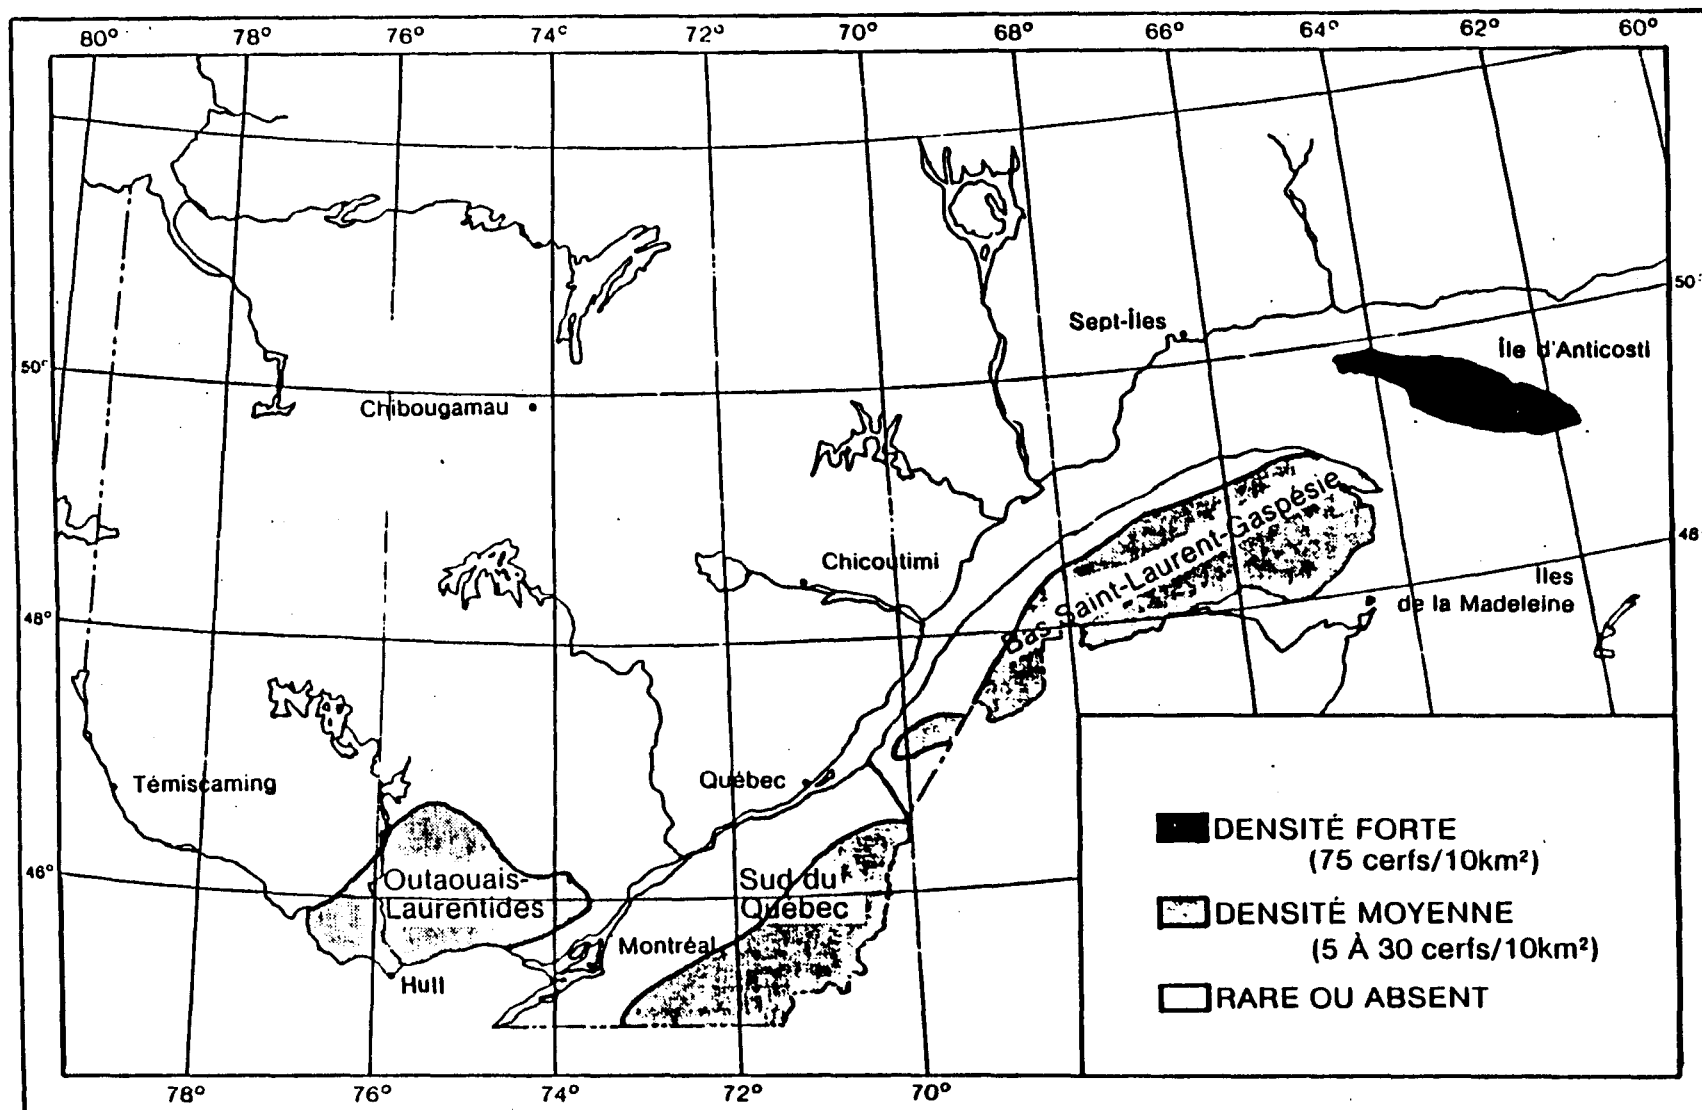 80° 78° 76° 74° 72° 70° 68° 66° 64° 62° 60°
50°
Sept-Îles
Île d'Anticosti
50°
Chibougamau
48
Bas Saint-Laurent-Gaspésie
Chicoutimi
Iles
de la Madeleine
48°
Témiscaming
Québec
46°
Outaouais-
Laurentides
Sud du
Québec
Montréal
Hull
DENSITÉ FORTE
(75 cerfs/10km²)
DENSITÉ MOYENNE
(5 À 30 cerfs/10km²)
RARE OU ABSENT
78° 76° 74° 72° 70°